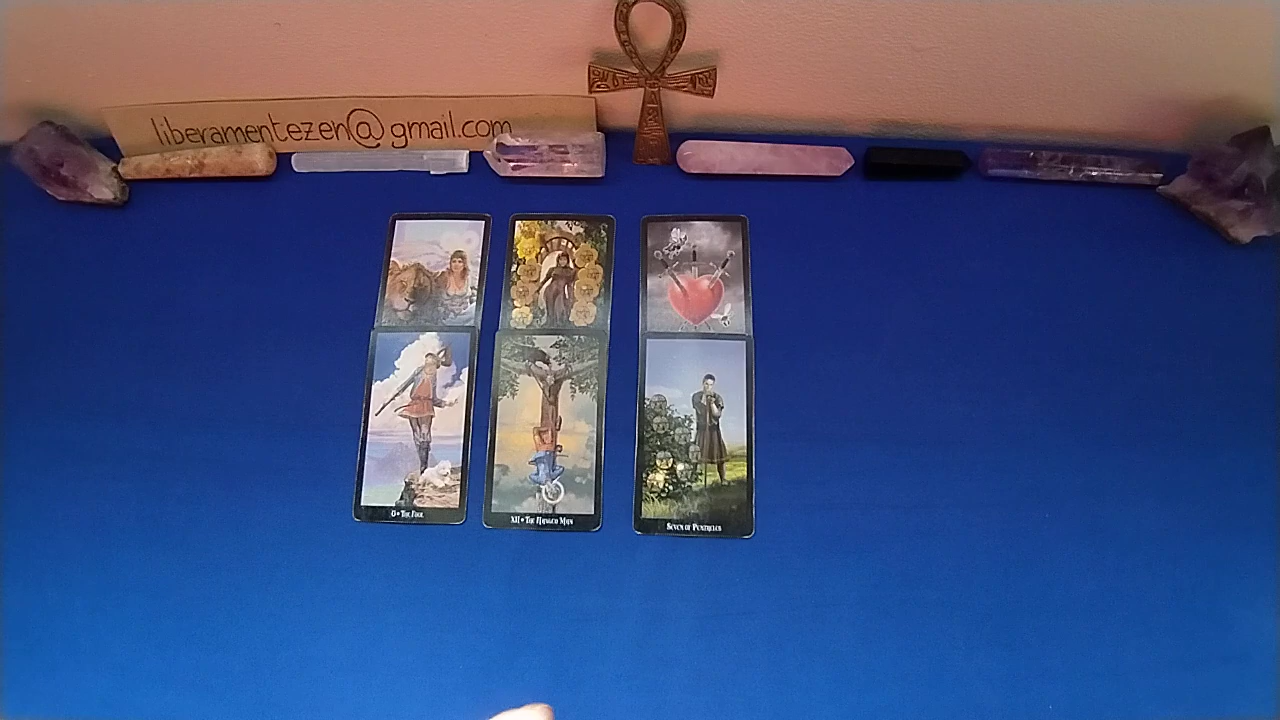 liberamentezen@gmail.com
0 • The Fool
XII • The Hanged Man
Seven of Pentacles